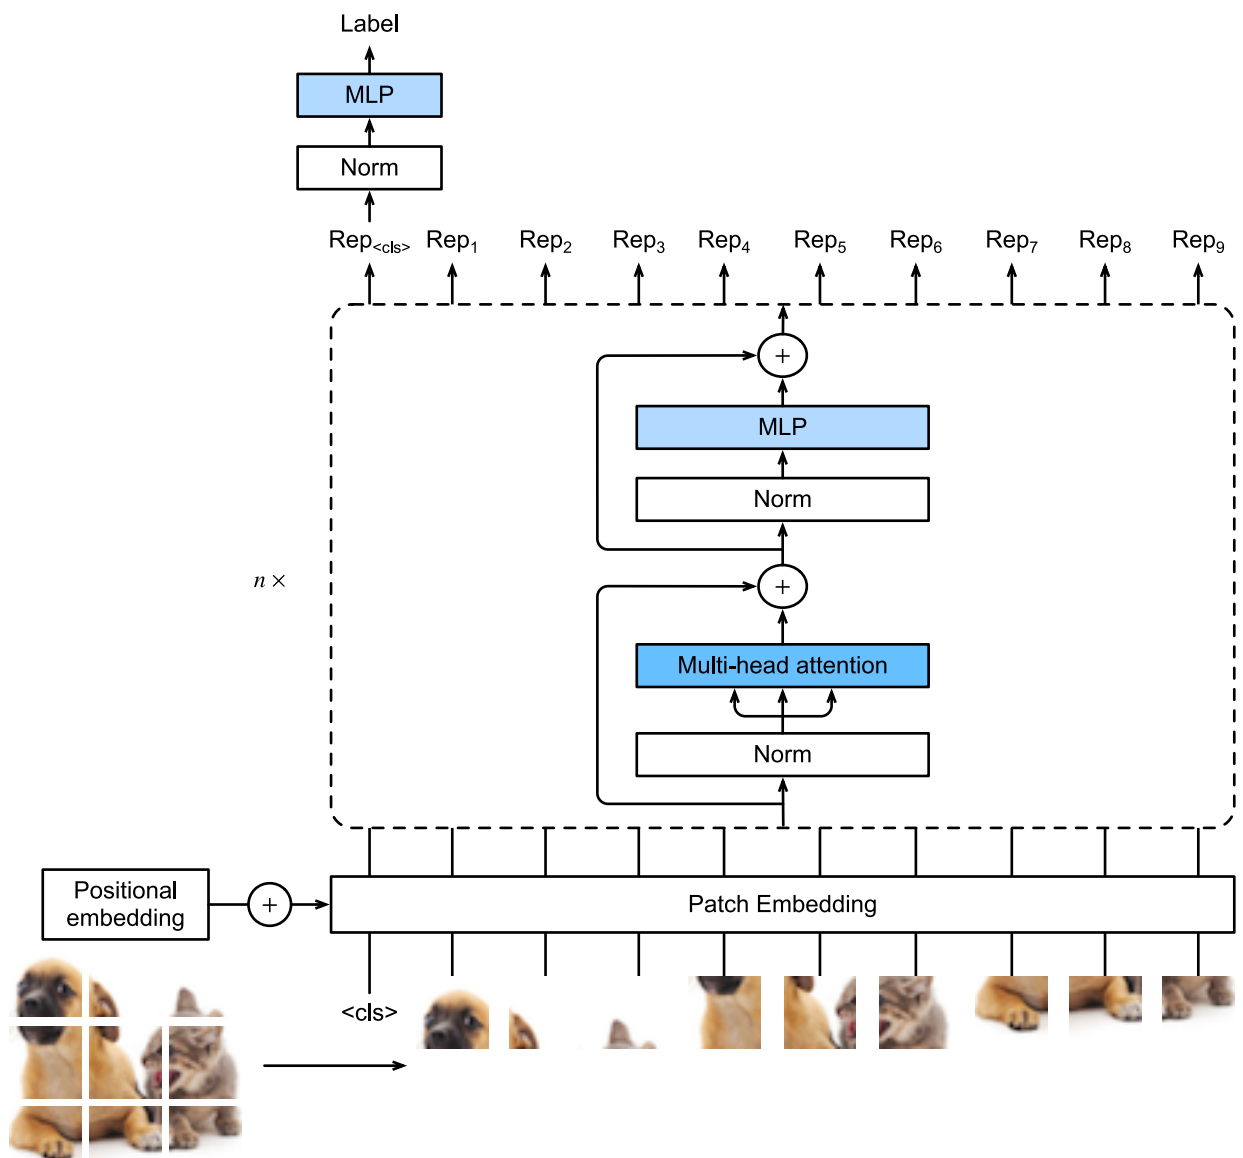 Label
MLP
Norm
Rep<cls> Rep1 Rep2 Rep3 Rep4 Rep5 Rep6 Rep7 Rep8 Rep9
+
MLP
Norm
n ×
+
Multi-head attention
Norm
Positional
embedding
+
Patch Embedding
<cls>